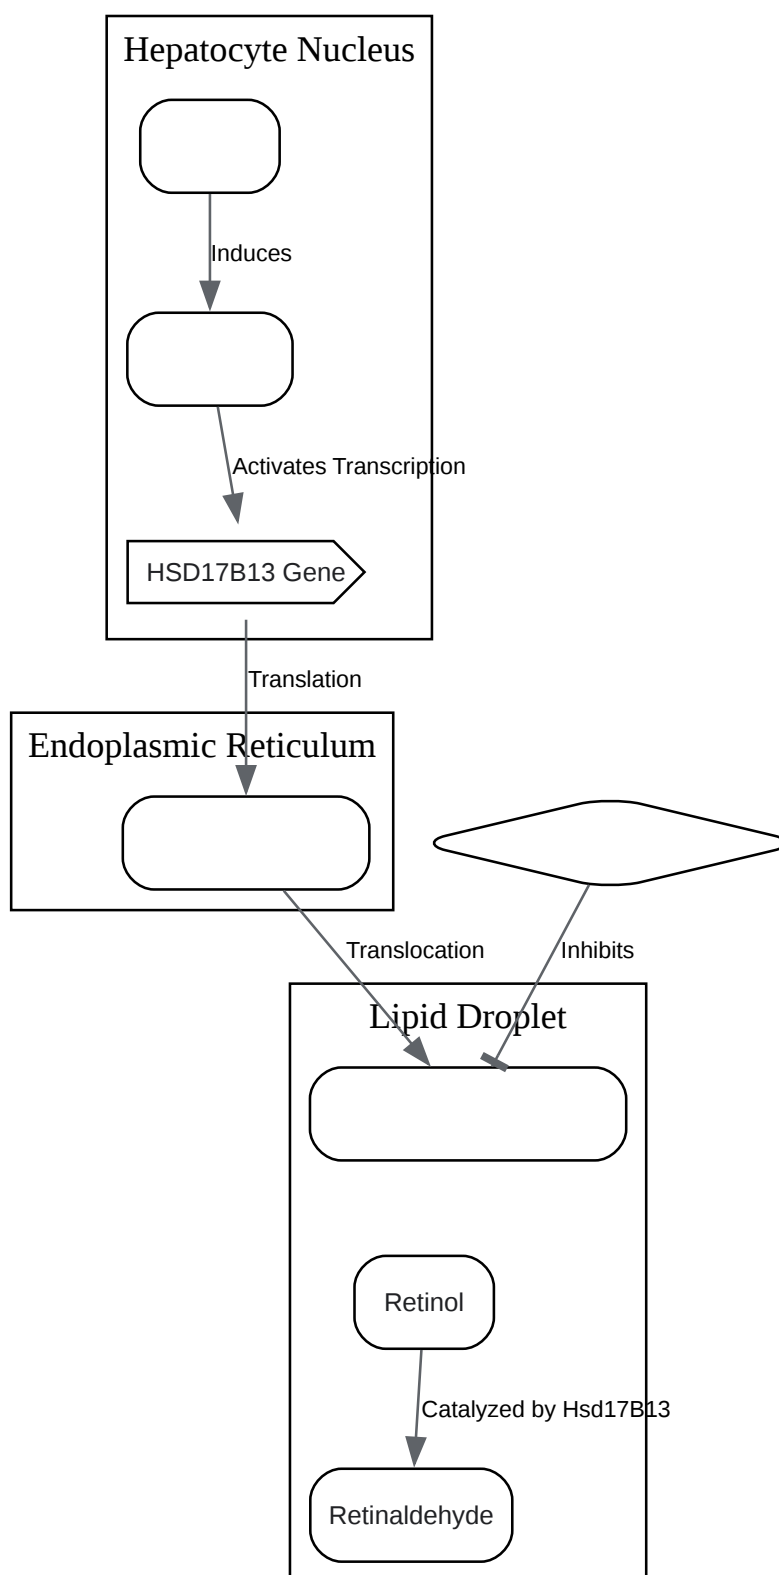 Hepatocyte Nucleus
Induces
Activates Transcription
HSD17B13 Gene
Translation
Endoplasmic Reticulum
Translocation
Inhibits
Lipid Droplet
Retinol
Catalyzed by Hsd17B13
Retinaldehyde